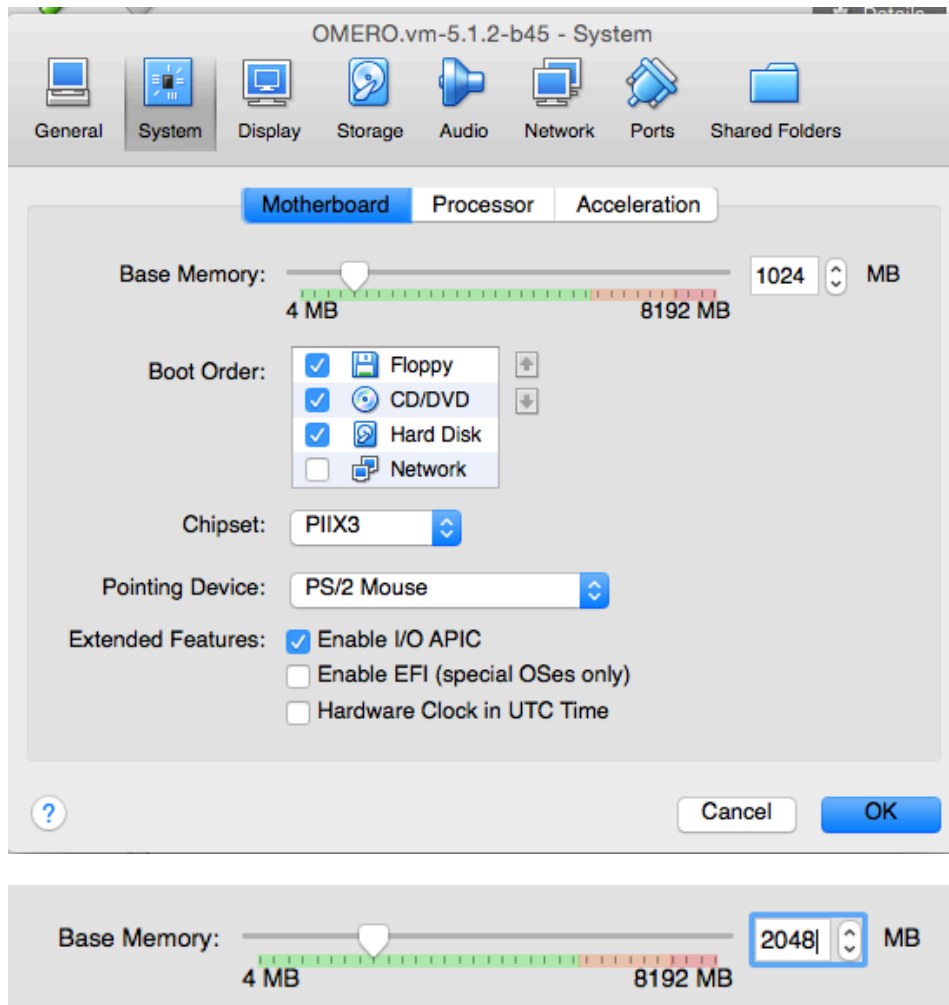 Details
OMERO.vm-5.1.2-b45 - System
General System Display Storage Audio Network Ports Shared Folders
Motherboard Processor Acceleration
Base Memory: 1024 MB
4 MB 8192 MB
Boot Order: Floppy
CD/DVD
Hard Disk
Network
Chipset: PIIX3
Pointing Device: PS/2 Mouse
Extended Features: Enable I/O APIC
Enable EFI (special OSes only)
Hardware Clock in UTC Time
? Cancel OK
Base Memory: 2048 MB
4 MB 8192 MB